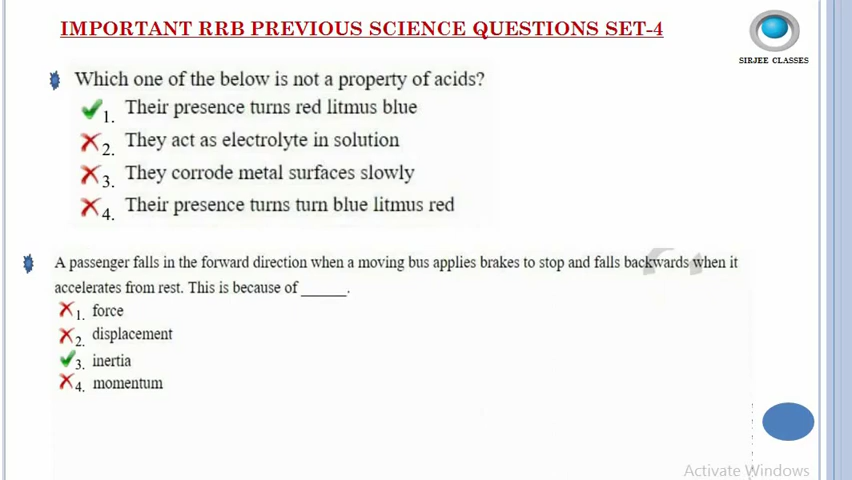 IMPORTANT RRB PREVIOUS SCIENCE QUESTIONS SET-4
SIRJEE CLASSES
Which one of the below is not a property of acids?
1. Their presence turns red litmus blue
2. They act as electrolyte in solution
3. They corrode metal surfaces slowly
4. Their presence turns turn blue litmus red
A passenger falls in the forward direction when a moving bus applies brakes to stop and falls backwards when it
accelerates from rest. This is because of ______.
1. force
2. displacement
3. inertia
4. momentum
Activate Windows